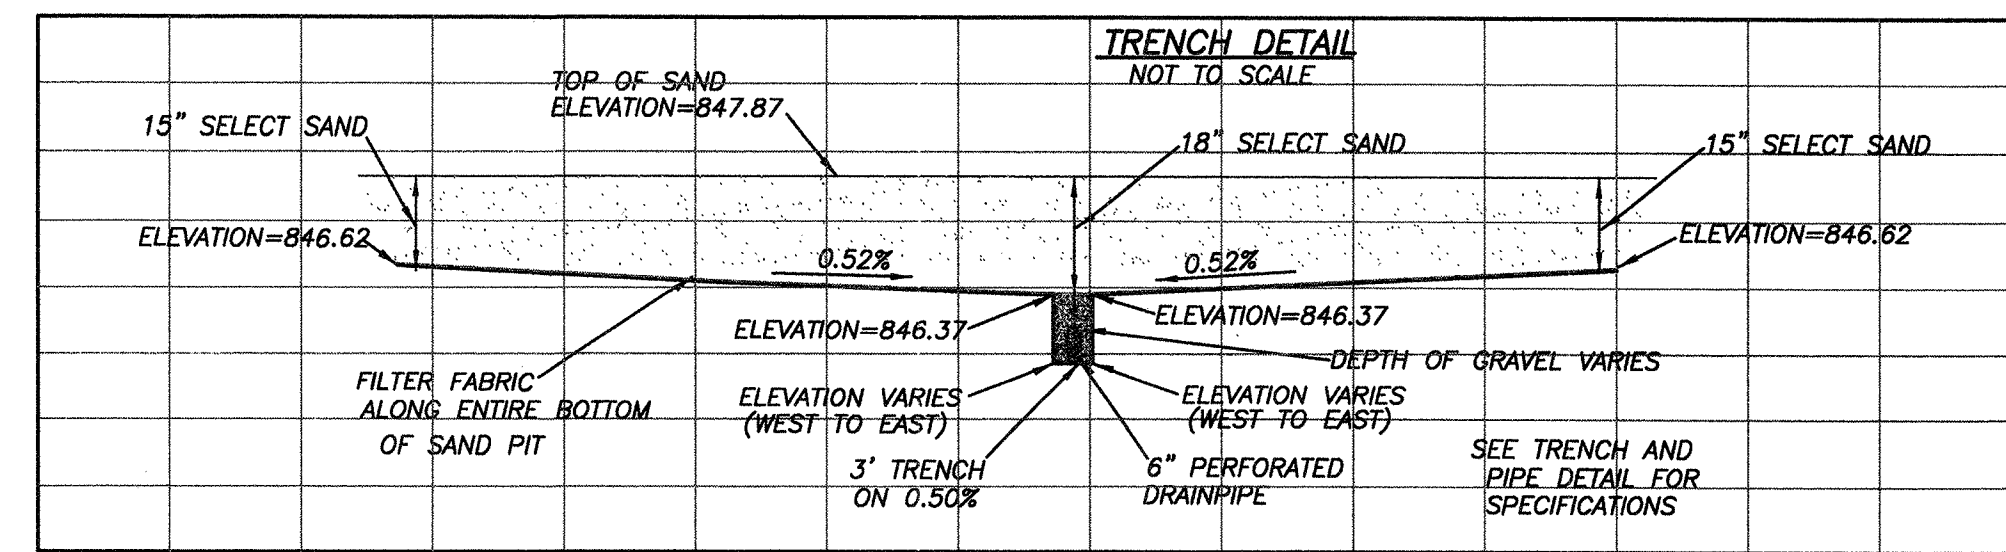 TRENCH DETAIL
NOT TO SCALE
TOP OF SAND
ELEVATION=847.87
15" SELECT SAND
18" SELECT SAND
15" SELECT SAND
ELEVATION=846.62
ELEVATION=846.62
0.52%
0.52%
ELEVATION=846.37
ELEVATION=846.37
DEPTH OF GRAVEL VARIES
FILTER FABRIC
ALONG ENTIRE BOTTOM
OF SAND PIT
ELEVATION VARIES
(WEST TO EAST)
ELEVATION VARIES
(WEST TO EAST)
3' TRENCH
ON 0.50%
6" PERFORATED
DRAINPIPE
SEE TRENCH AND
PIPE DETAIL FOR
SPECIFICATIONS